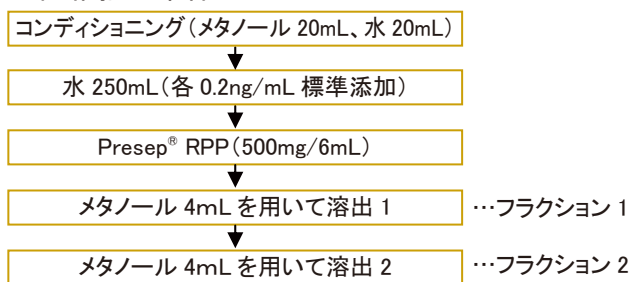 コンディショニング(メタノール 20mL、水 20mL)
水 250mL(各 0.2ng/mL 標準添加)
Presep® RPP(500mg/6mL)
メタノール 4mL を用いて溶出 1 …フラクション 1
メタノール 4mL を用いて溶出 2 …フラクション 2